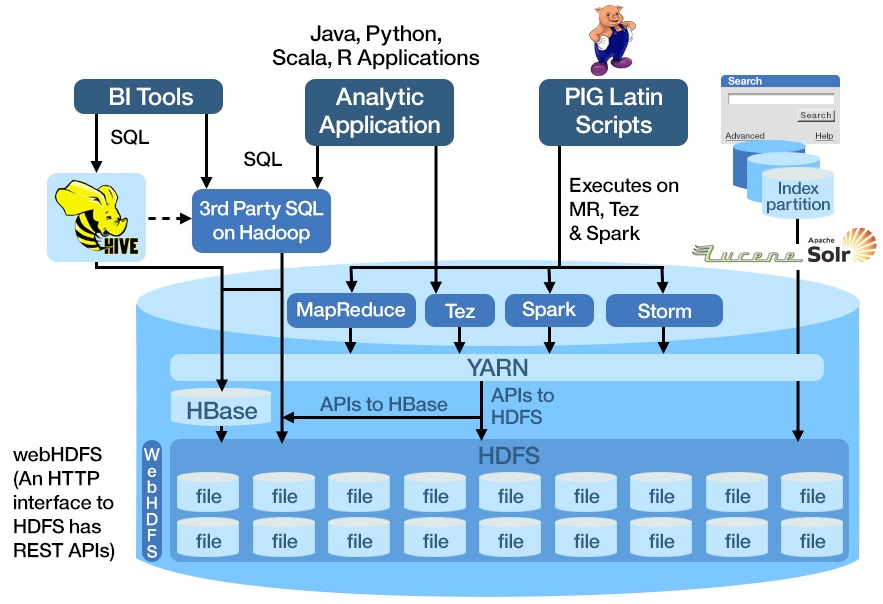 Java, Python,
Scala, R Applications
BI Tools
Analytic
Application
PIG Latin
Scripts
Search
Search
Advanced
Help
Index
partition
SQL
SQL
HIVE
3rd Party SQL
on Hadoop
Executes on
MR, Tez
& Spark
Lucene
Apache
Solr
MapReduce
Tez
Spark
Storm
YARN
HBase
APIs to HBase
APIs to
HDFS
webHDFS
(An HTTP
interface to
HDFS has
REST APIs)
WebHDFS
HDFS
file file file file file file file file file
file file file file file file file file file